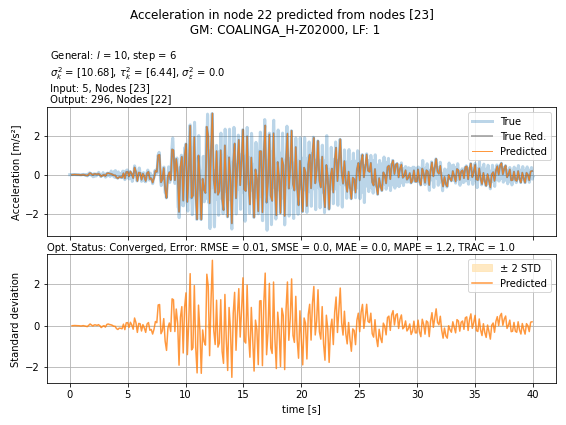 Acceleration in node 22 predicted from nodes [23]
GM: COALINGA_H-Z02000, LF: 1
General: l = 10, step = 6
σ²ₖ = [10.68], τ²ₖ = [6.44], σ²ε = 0.0
Input: 5, Nodes [23]
Output: 296, Nodes [22]
Acceleration [m/s²]
2
0
−2
True
True Red.
Predicted
Opt. Status: Converged, Error: RMSE = 0.01, SMSE = 0.0, MAE = 0.0, MAPE = 1.2, TRAC = 1.0
Standard deviation
2
0
−2
± 2 STD
Predicted
0 5 10 15 20 25 30 35 40
time [s]